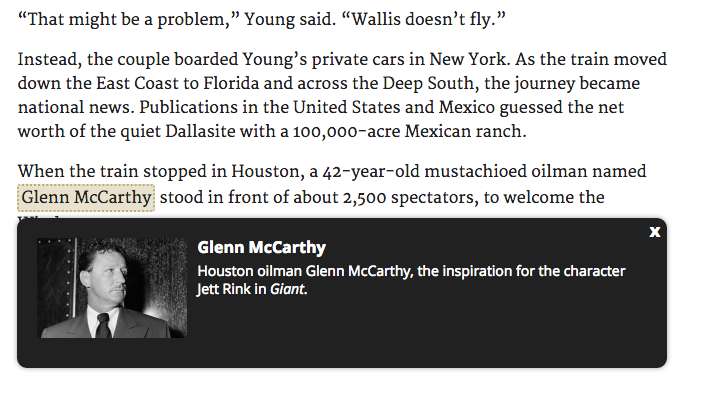 “That might be a problem,” Young said. “Wallis doesn’t fly.”
Instead, the couple boarded Young’s private cars in New York. As the train moved
down the East Coast to Florida and across the Deep South, the journey became
national news. Publications in the United States and Mexico guessed the net
worth of the quiet Dallasite with a 100,000-acre Mexican ranch.
When the train stopped in Houston, a 42-year-old mustachioed oilman named
Glenn McCarthy stood in front of about 2,500 spectators, to welcome the
x
Glenn McCarthy
Houston oilman Glenn McCarthy, the inspiration for the character
Jett Rink in Giant.